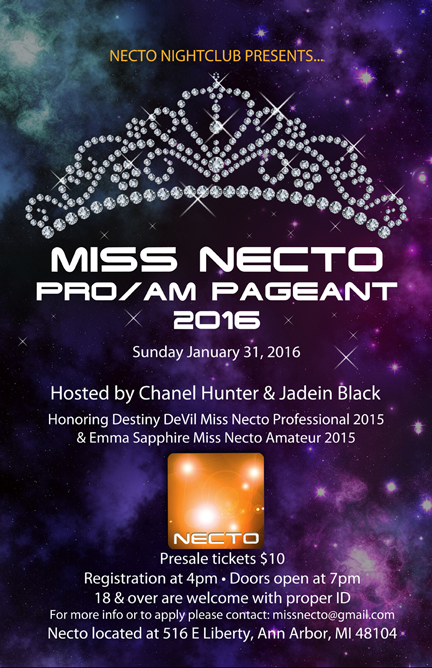 NECTO NIGHTCLUB PRESENTS...
MISS NECTO
PRO/AM PAGEANT
2016
Sunday January 31, 2016
Hosted by Chanel Hunter & Jadein Black
Honoring Destiny DeVil Miss Necto Professional 2015
& Emma Sapphire Miss Necto Amateur 2015
NECTO
Presale tickets $10
Registration at 4pm • Doors open at 7pm
18 & over are welcome with proper ID
For more info or to apply please contact: missnecto@gmail.com
Necto located at 516 E Liberty, Ann Arbor, MI 48104